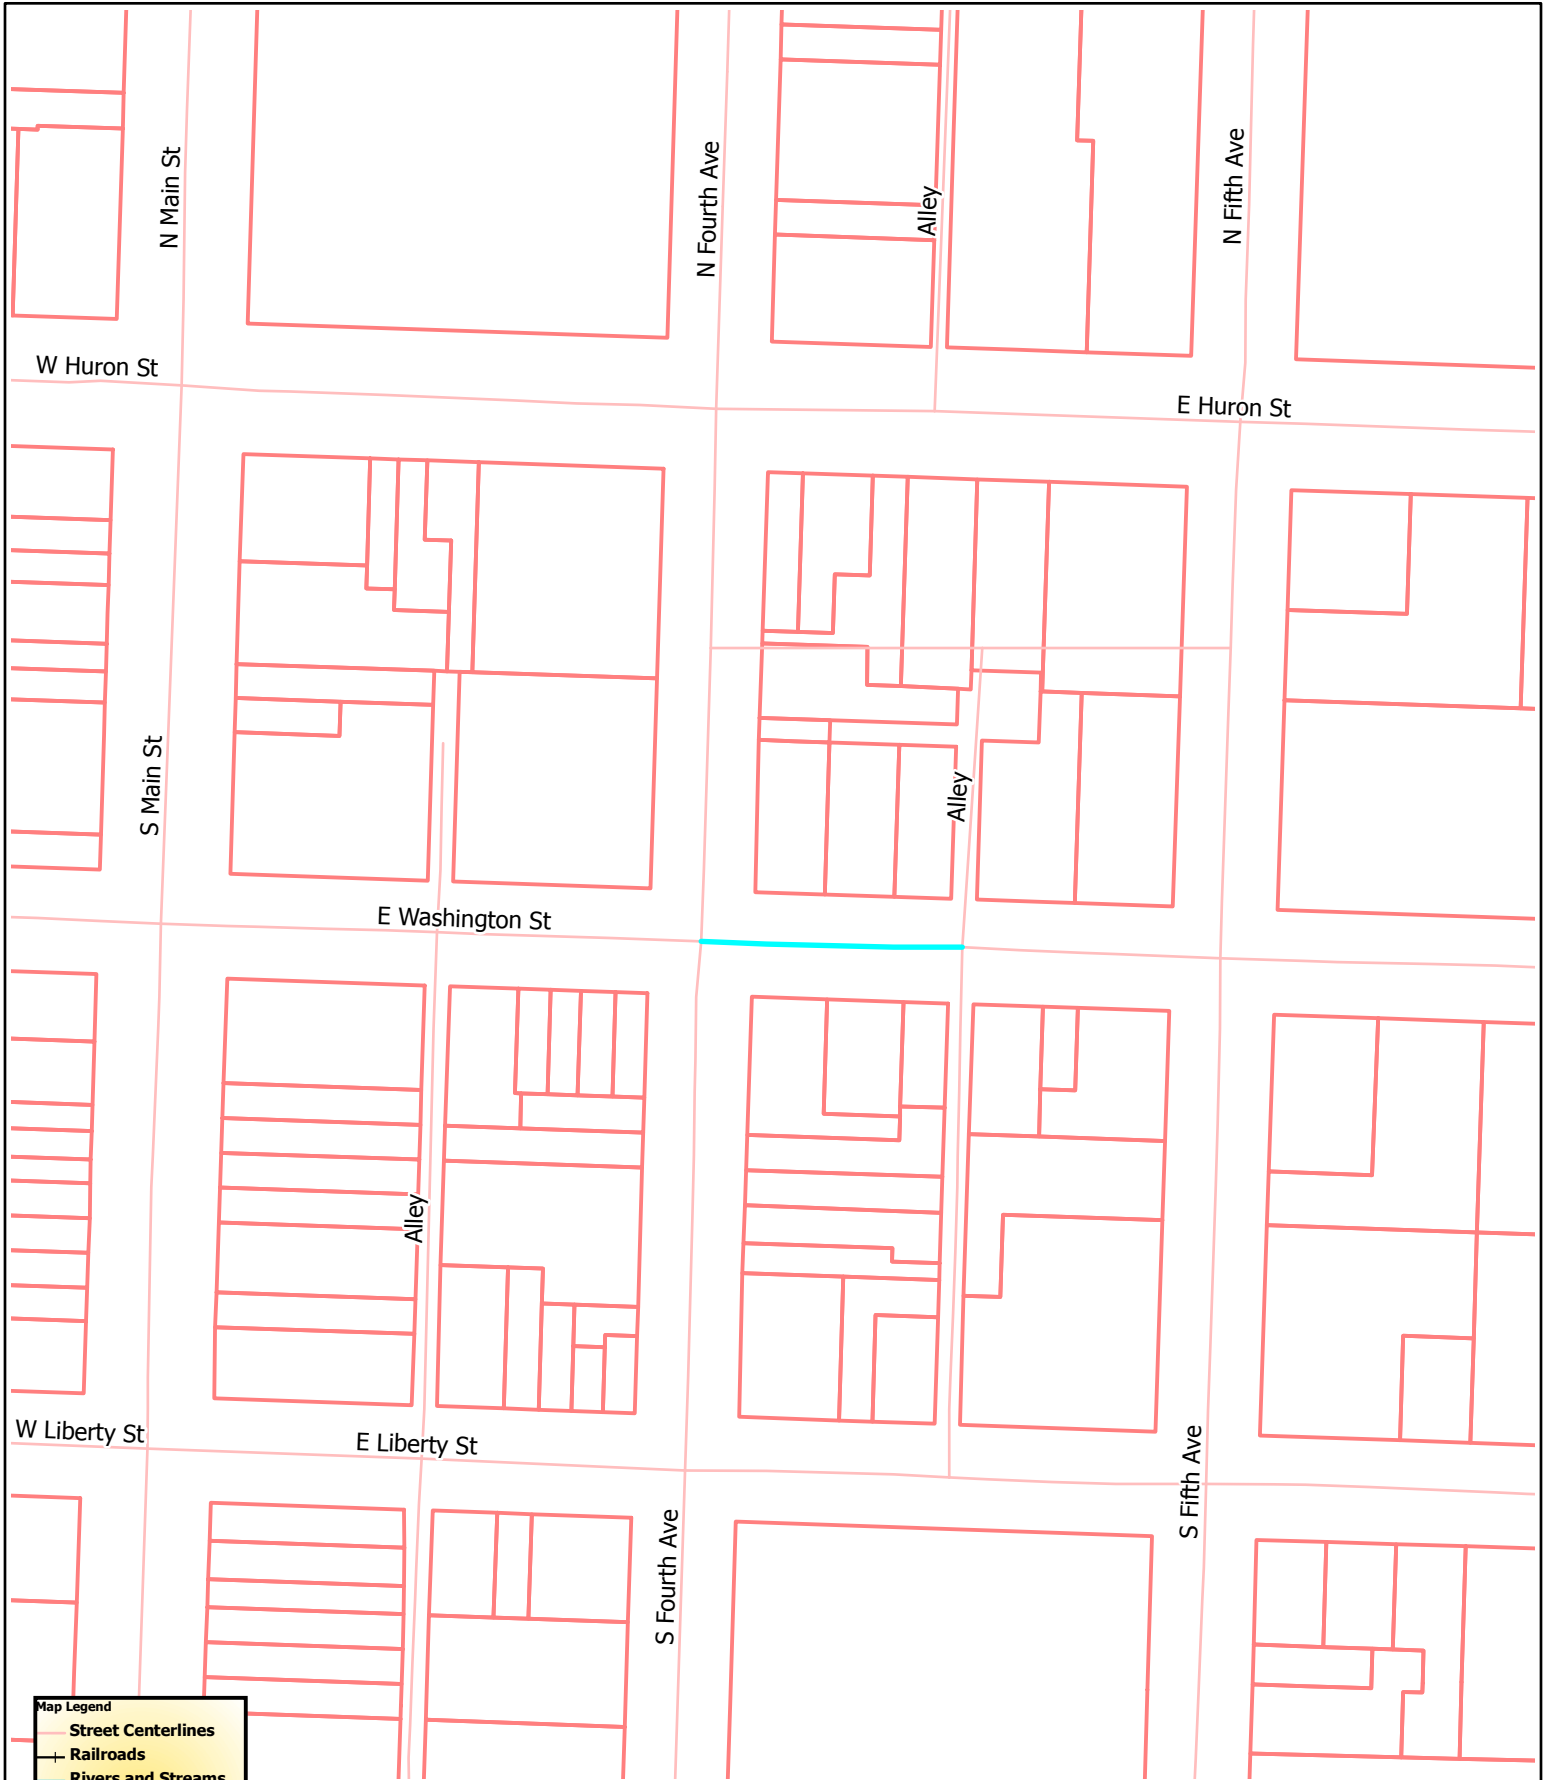 N Main St
N Fourth Ave
Alley
N Fifth Ave
W Huron St
E Huron St
S Main St
Alley
E Washington St
Alley
W Liberty St
E Liberty St
S Fourth Ave
S Fifth Ave
Map Legend
Street Centerlines
Railroads
Rivers and Streams